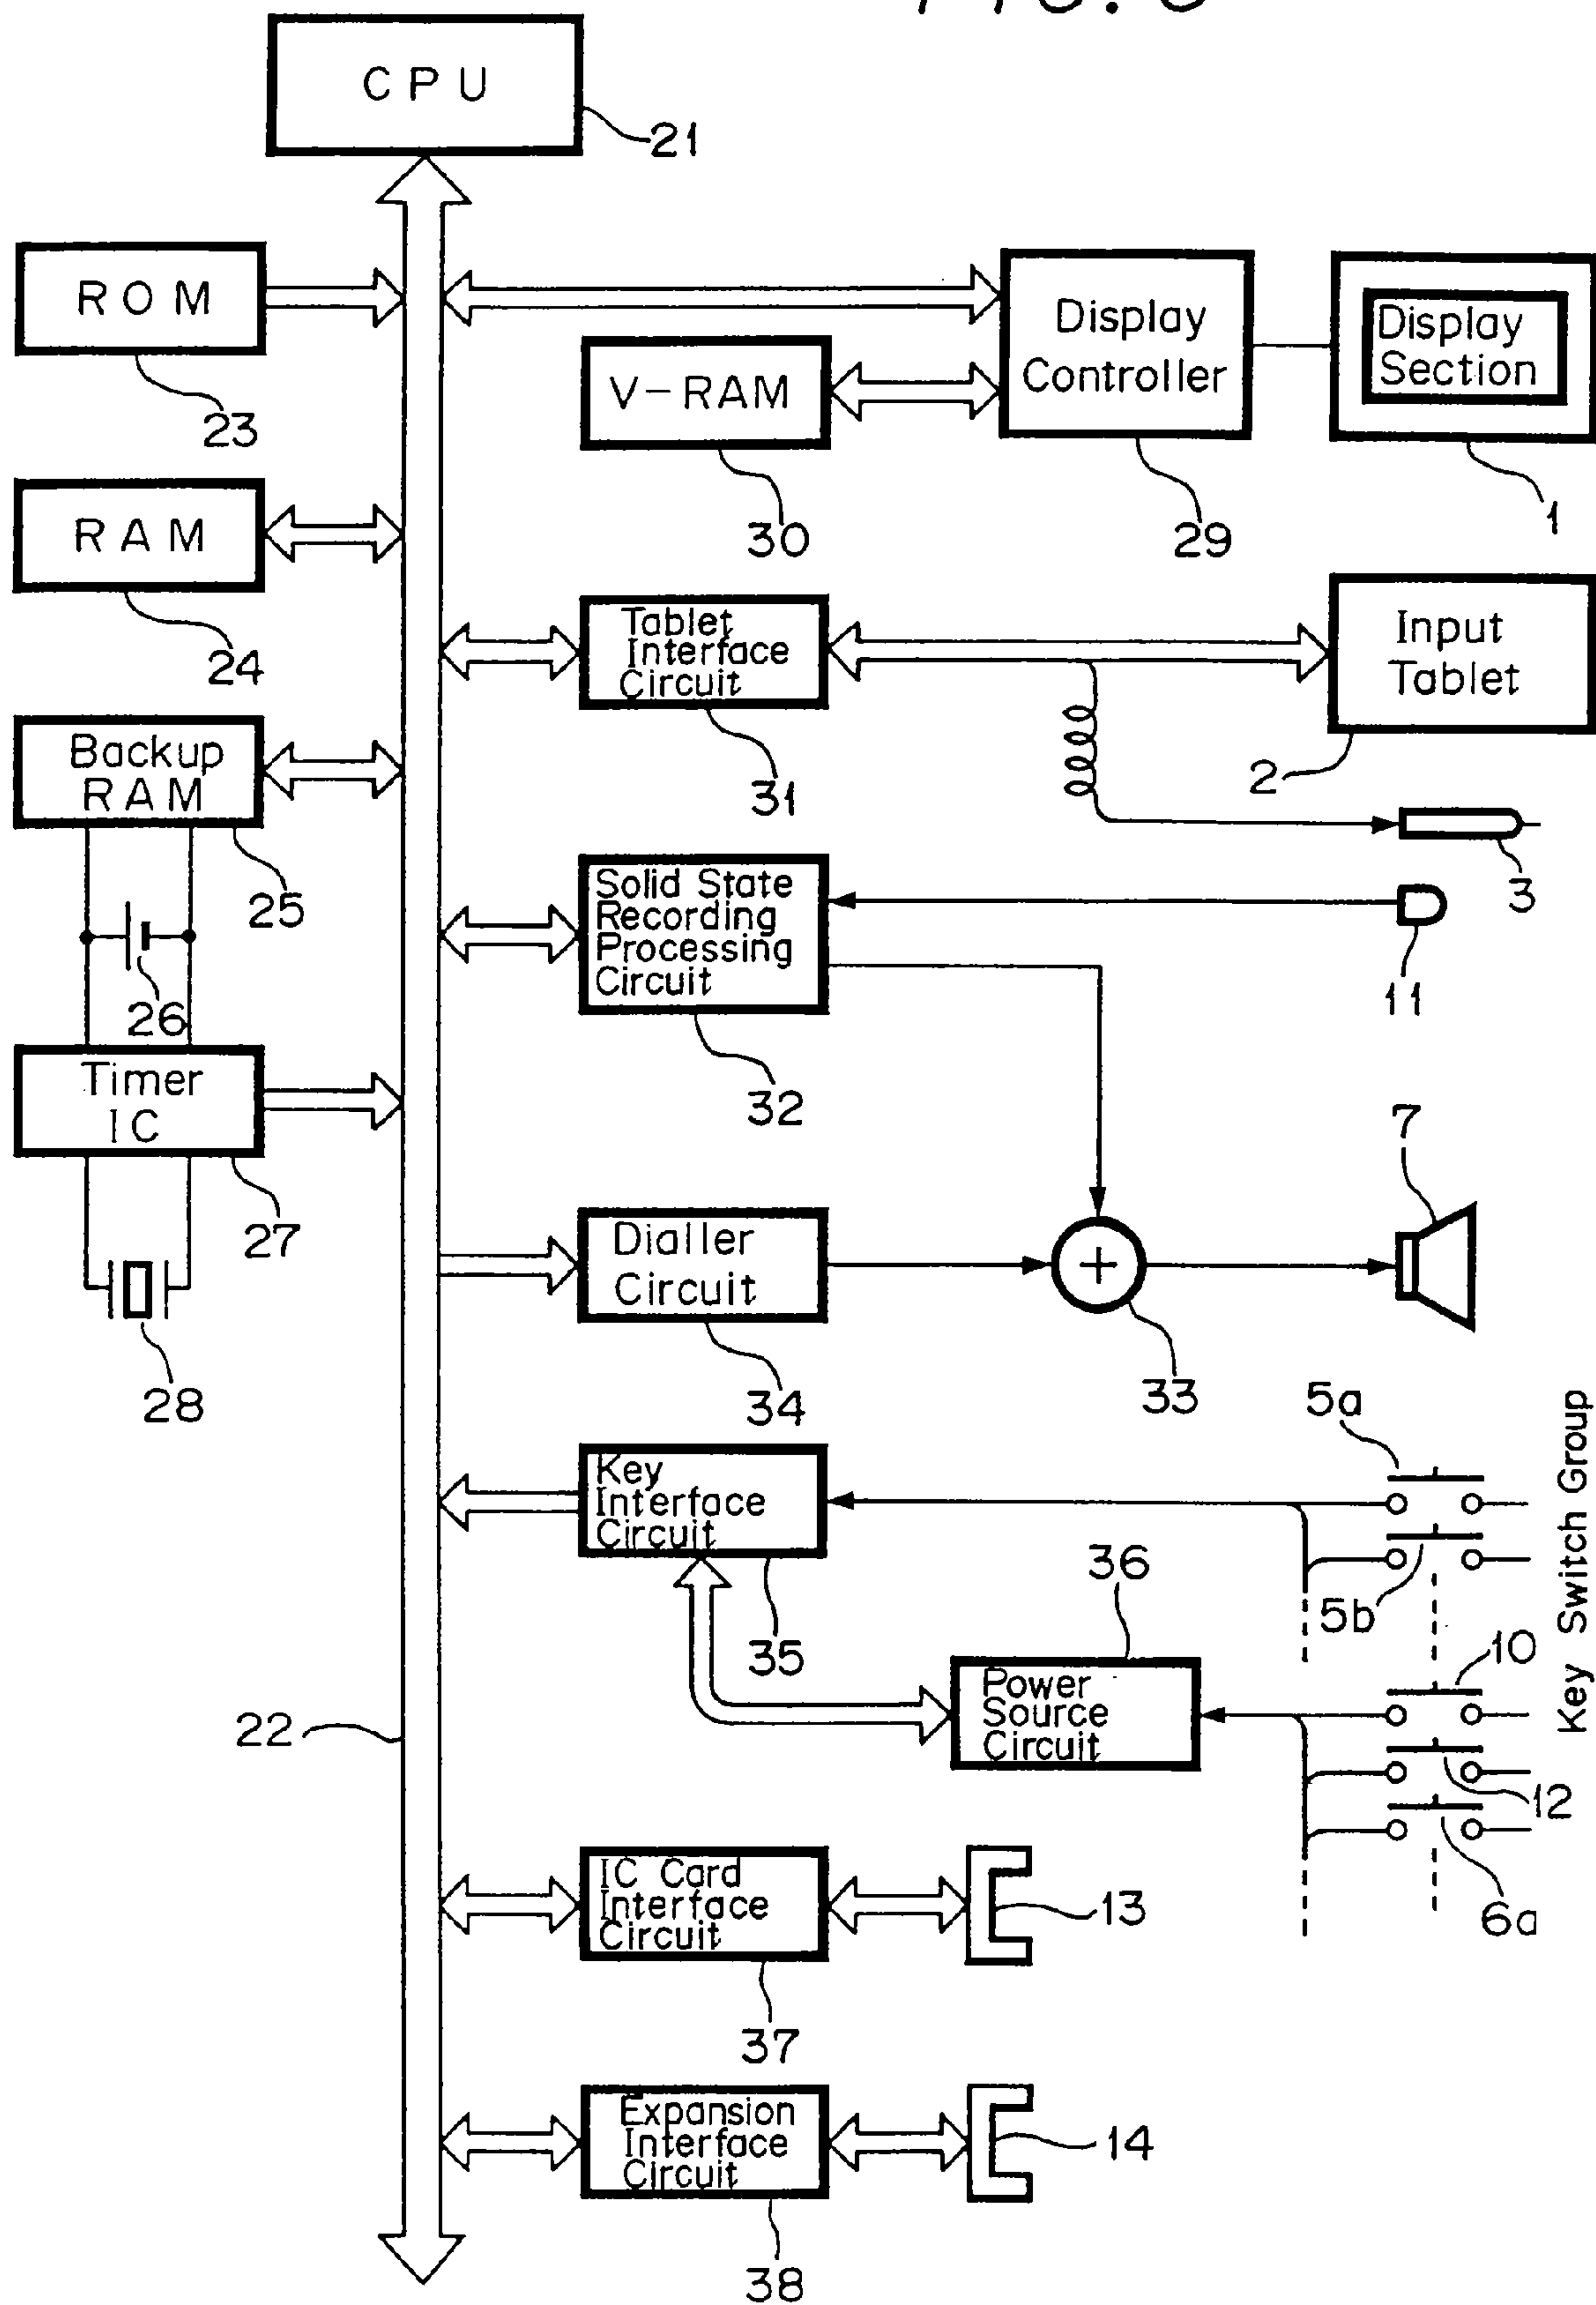 CPU
21
ROM
23
Display
Controller
29
Display
Section
1
V-RAM
30
RAM
24
Tablet
Interface
Circuit
31
Input
Tablet
2
3
Backup
RAM
25
26
Solid State
Recording
Processing
Circuit
32
11
Timer
IC
27
28
7
Dialler
Circuit
34
33
Key
Interface
Circuit
35
5a
5b
Key Switch Group
36
Power
Source
Circuit
10
12
6a
22
IC Card
Interface
Circuit
37
13
Expansion
Interface
Circuit
38
14